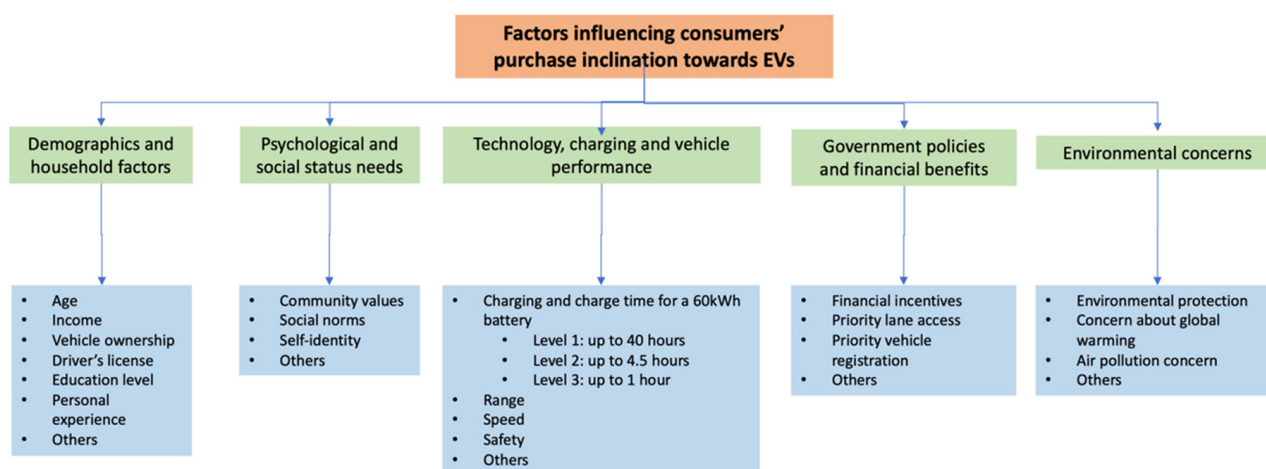 Factors influencing consumers'
purchase inclination towards EVs
Demographics and
household factors
Psychological and
social status needs
Technology, charging and vehicle
performance
Government policies
and financial benefits
Environmental concerns
• Age
• Income
• Vehicle ownership
• Driver's license
• Education level
• Personal
experience
• Others
• Community values
• Social norms
• Self-identity
• Others
• Charging and charge time for a 60kWh
battery
• Level 1: up to 40 hours
• Level 2: up to 4.5 hours
• Level 3: up to 1 hour
• Range
• Speed
• Safety
• Others
• Financial incentives
• Priority lane access
• Priority vehicle
registration
• Others
• Environmental protection
• Concern about global
warming
• Air pollution concern
• Others